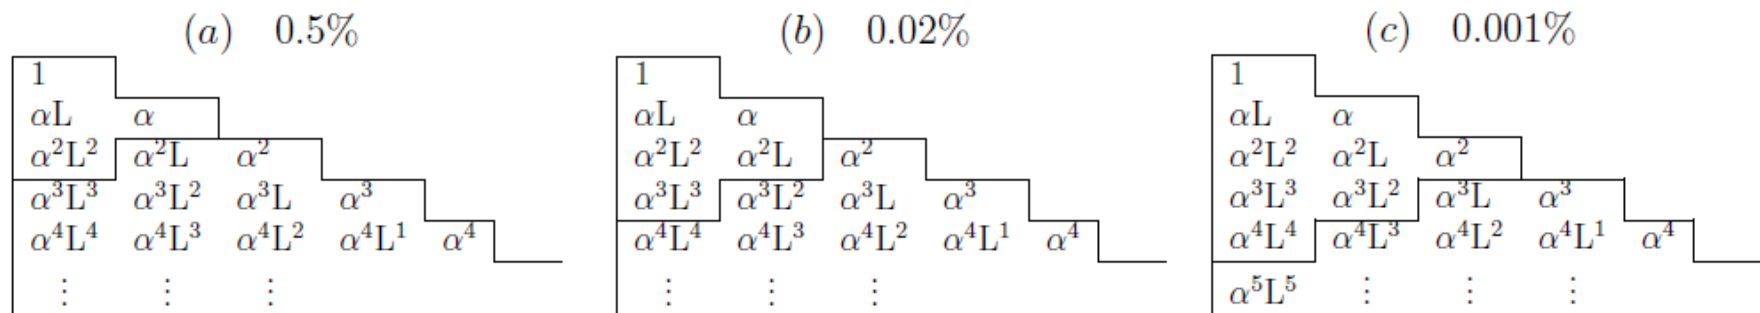 (a) 0.5%
1
αL α
α²L² α²L α²
α³L³ α³L² α³L α³
α⁴L⁴ α⁴L³ α⁴L² α⁴L¹ α⁴
⋮ ⋮ ⋮
(b) 0.02%
1
αL α
α²L² α²L α²
α³L³ α³L² α³L α³
α⁴L⁴ α⁴L³ α⁴L² α⁴L¹ α⁴
⋮ ⋮ ⋮
(c) 0.001%
1
αL α
α²L² α²L α²
α³L³ α³L² α³L α³
α⁴L⁴ α⁴L³ α⁴L² α⁴L¹ α⁴
α⁵L⁵ ⋮ ⋮ ⋮